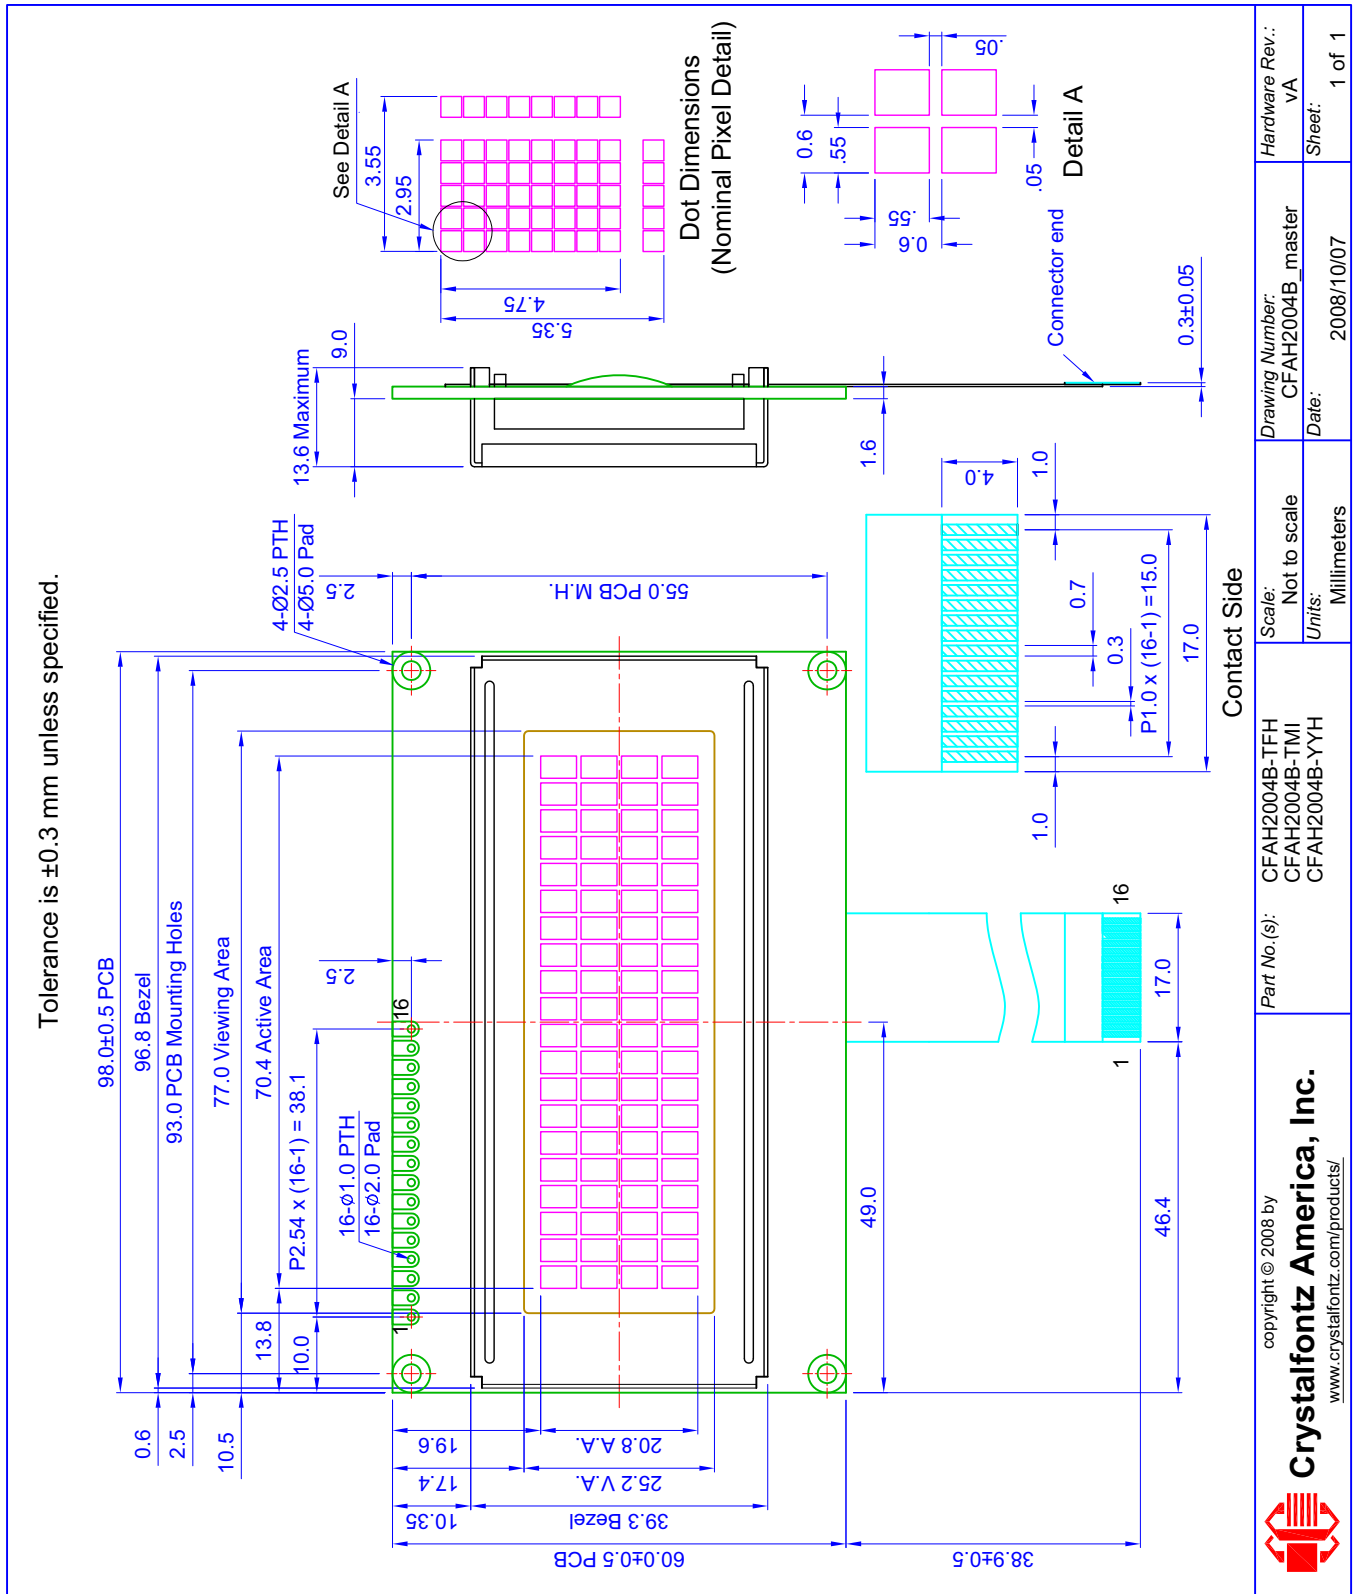 Tolerance is ±0.3 mm unless specified.
98.0±0.5 PCB
96.8 Bezel
93.0 PCB Mounting Holes
77.0 Viewing Area
70.4 Active Area
P2.54 x (16-1) = 38.1
16-Ø1.0 PTH
16-Ø2.0 Pad
2.5
1
16
0.6
2.5
10.5
13.8
10.0
4-Ø2.5 PTH
4-Ø5.0 Pad
2.5
55.0 PCB M.H.
19.6
20.8 A.A.
17.4
25.2 V.A.
10.35
39.3 Bezel
60.0±0.5 PCB
38.9±0.5
49.0
46.4
17.0
1
16
13.6 Maximum
9.0
1.6
Connector end
0.3±0.05
See Detail A
3.55
2.95
4.75
5.35
Dot Dimensions
(Nominal Pixel Detail)
0.6
.55
.05
.55
0.6
.05
Detail A
4.0
1.0
1.0
0.7
0.3
P1.0 x (16-1) =15.0
17.0
Contact Side
copyright © 2008 by
Crystalfontz America, Inc.
www.crystalfontz.com/products/
Part No.(s):
CFAH2004B-TFH
CFAH2004B-TMI
CFAH2004B-YYH
Scale:
Not to scale
Units:
Millimeters
Drawing Number:
CFAH2004B_master
Date:
2008/10/07
Hardware Rev.:
vA
Sheet:
1 of 1